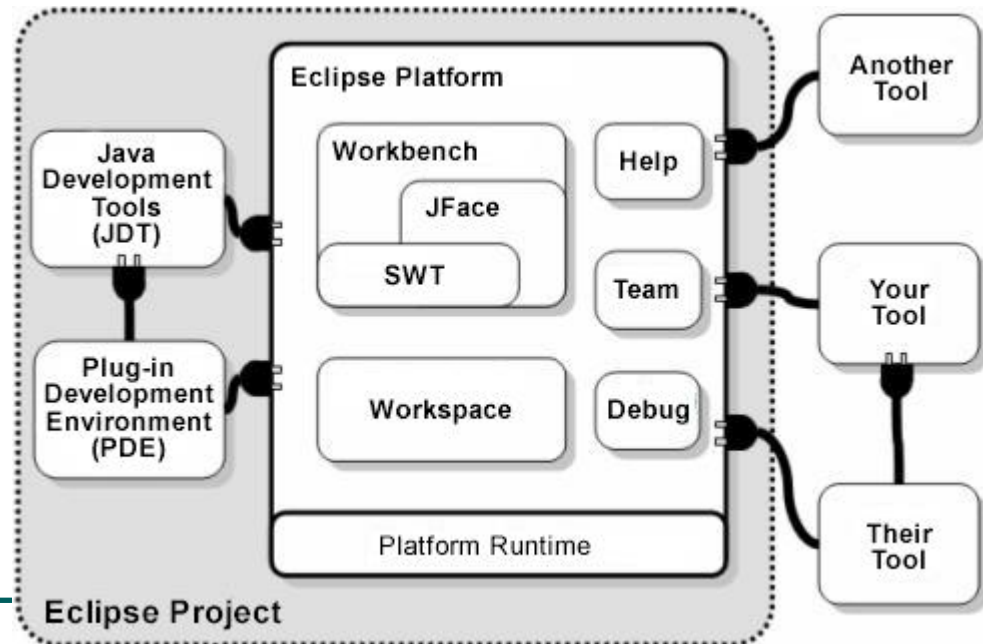 Eclipse Platform
Another
Tool
Java
Development
Tools
(JDT)
Workbench
JFace
SWT
Help
Team
Your
Tool
Plug-in
Development
Environment
(PDE)
Workspace
Debug
Their
Tool
Platform Runtime
Eclipse Project